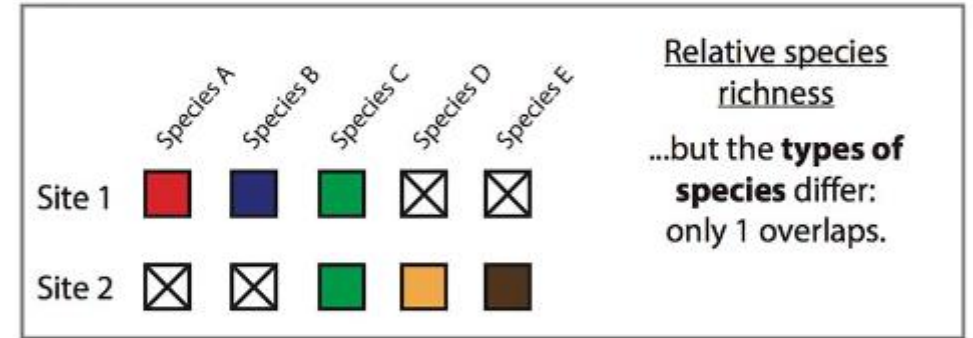 Species A
Species B
Species C
Species D
Species E
Site 1
Site 2
Relative species
richness
...but the types of
species differ:
only 1 overlaps.